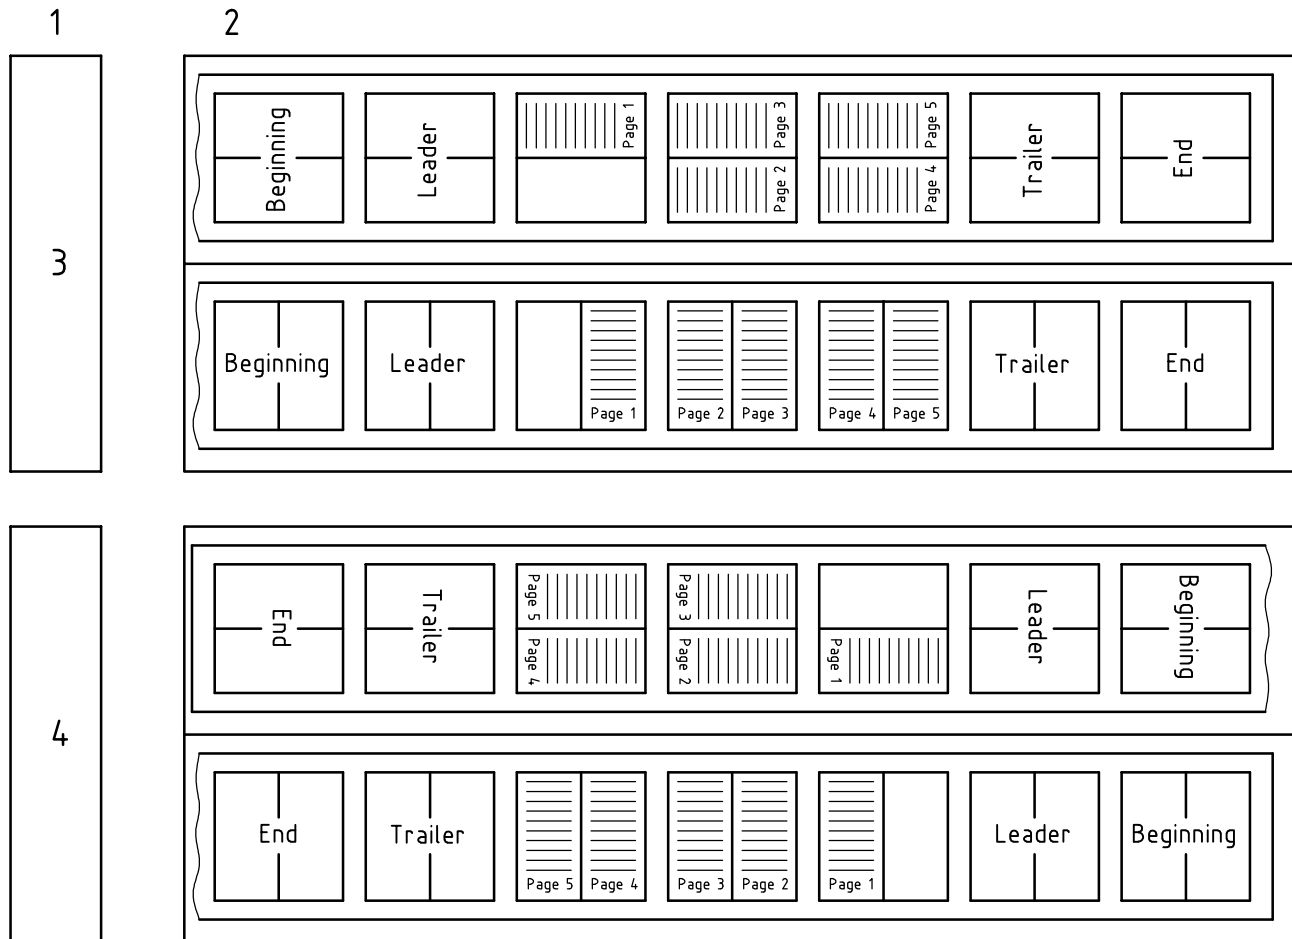 1 2
3
Beginning Leader Page 1 Page 3 Page 5 Trailer End
Page 2 Page 4
Beginning Leader Trailer End
Page 1 Page 2 Page 3 Page 4 Page 5
4
End Trailer Page 5 Page 3 Leader Beginning
Page 4 Page 2 Page 1
End Trailer Leader Beginning
Page 5 Page 4 Page 3 Page 2 Page 1